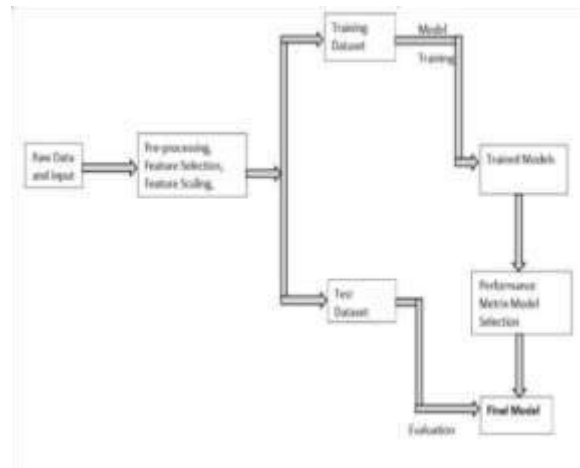 Training
Dataset
Model
Training
Raw Data
and Input
Pre-processing,
Feature Selection,
Feature Scaling,
Trained Models
Test
Dataset
Performance
Metrix Model
Selection
Evaluation
Final Model